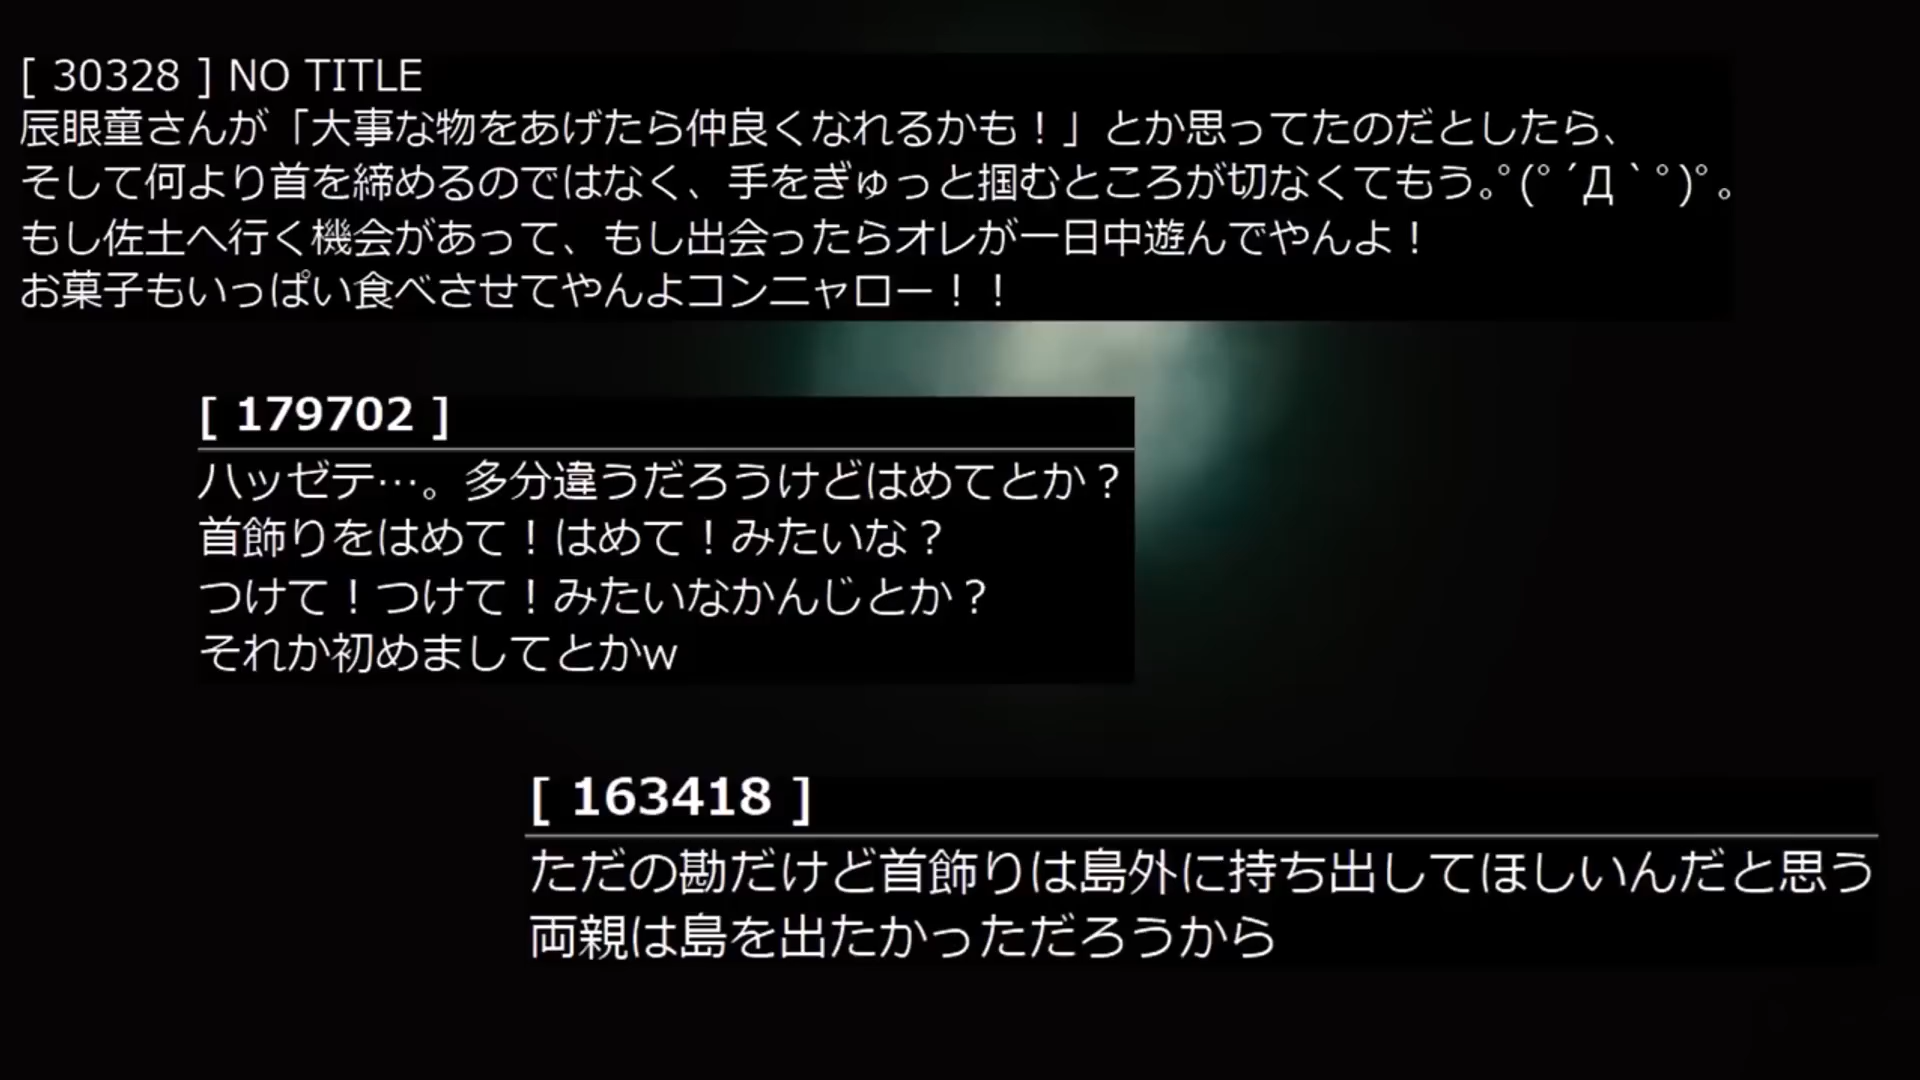 [ 30328 ] NO TITLE
辰眼童さんが「大事な物をあげたら仲良くなれるかも！」とか思ってたのだとしたら、
そして何より首を締めるのではなく、手をぎゅっと掴むところが切なくてもう｡ﾟ(ﾟ´Д｀ﾟ)ﾟ｡
もし佐土へ行く機会があって、もし出会ったらオレが一日中遊んでやんよ！
お菓子もいっぱい食べさせてやんよコンニャロー！！
[ 179702 ]
ハッゼテ…。多分違うだろうけどはめてとか？
首飾りをはめて！はめて！みたいな？
つけて！つけて！みたいなかんじとか？
それか初めましてとかw
[ 163418 ]
ただの勘だけど首飾りは島外に持ち出してほしいんだと思う
両親は島を出たかっただろうから